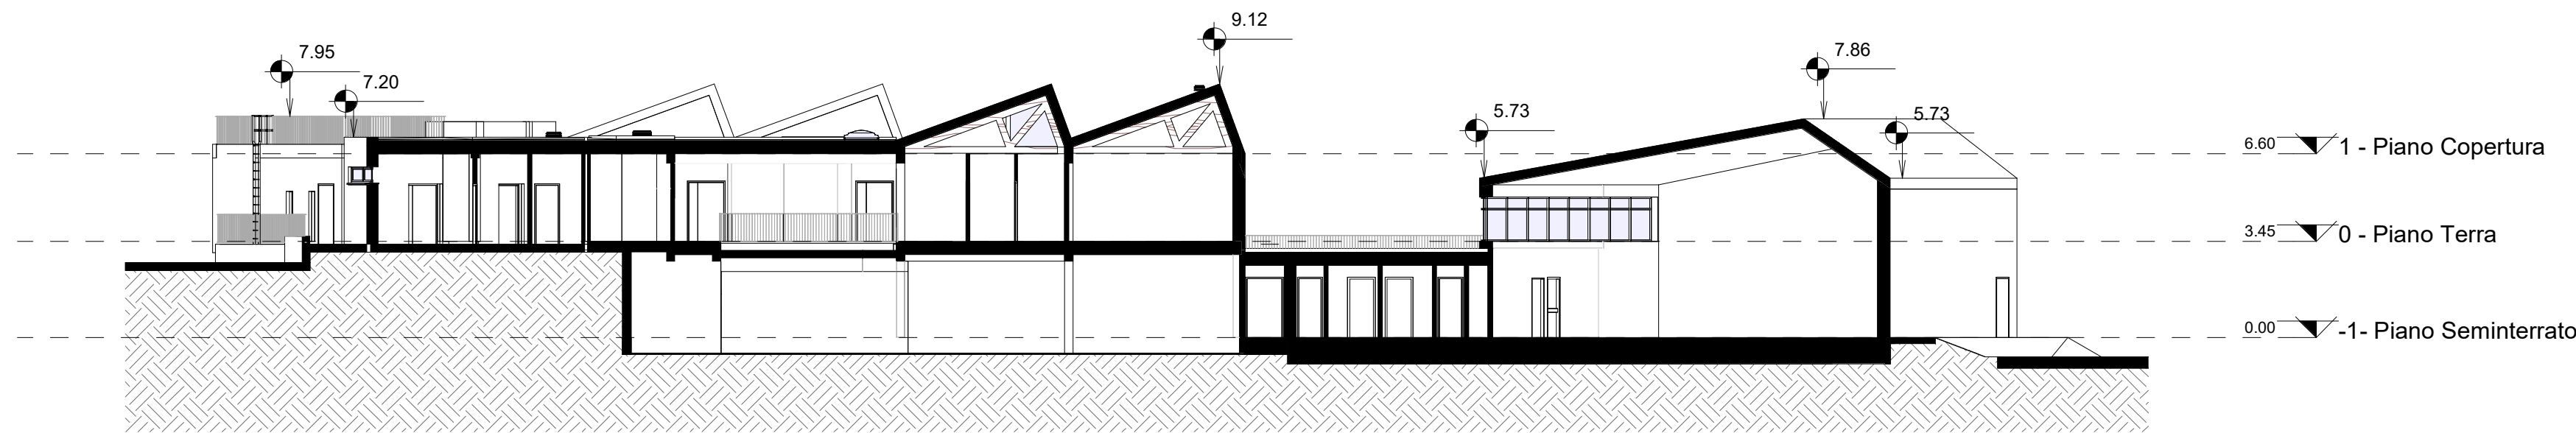 9.12
7.95
7.86
7.20
5.73
5.73
6.60 1 - Piano Copertura
3.45 0 - Piano Terra
0.00 -1- Piano Seminterrato